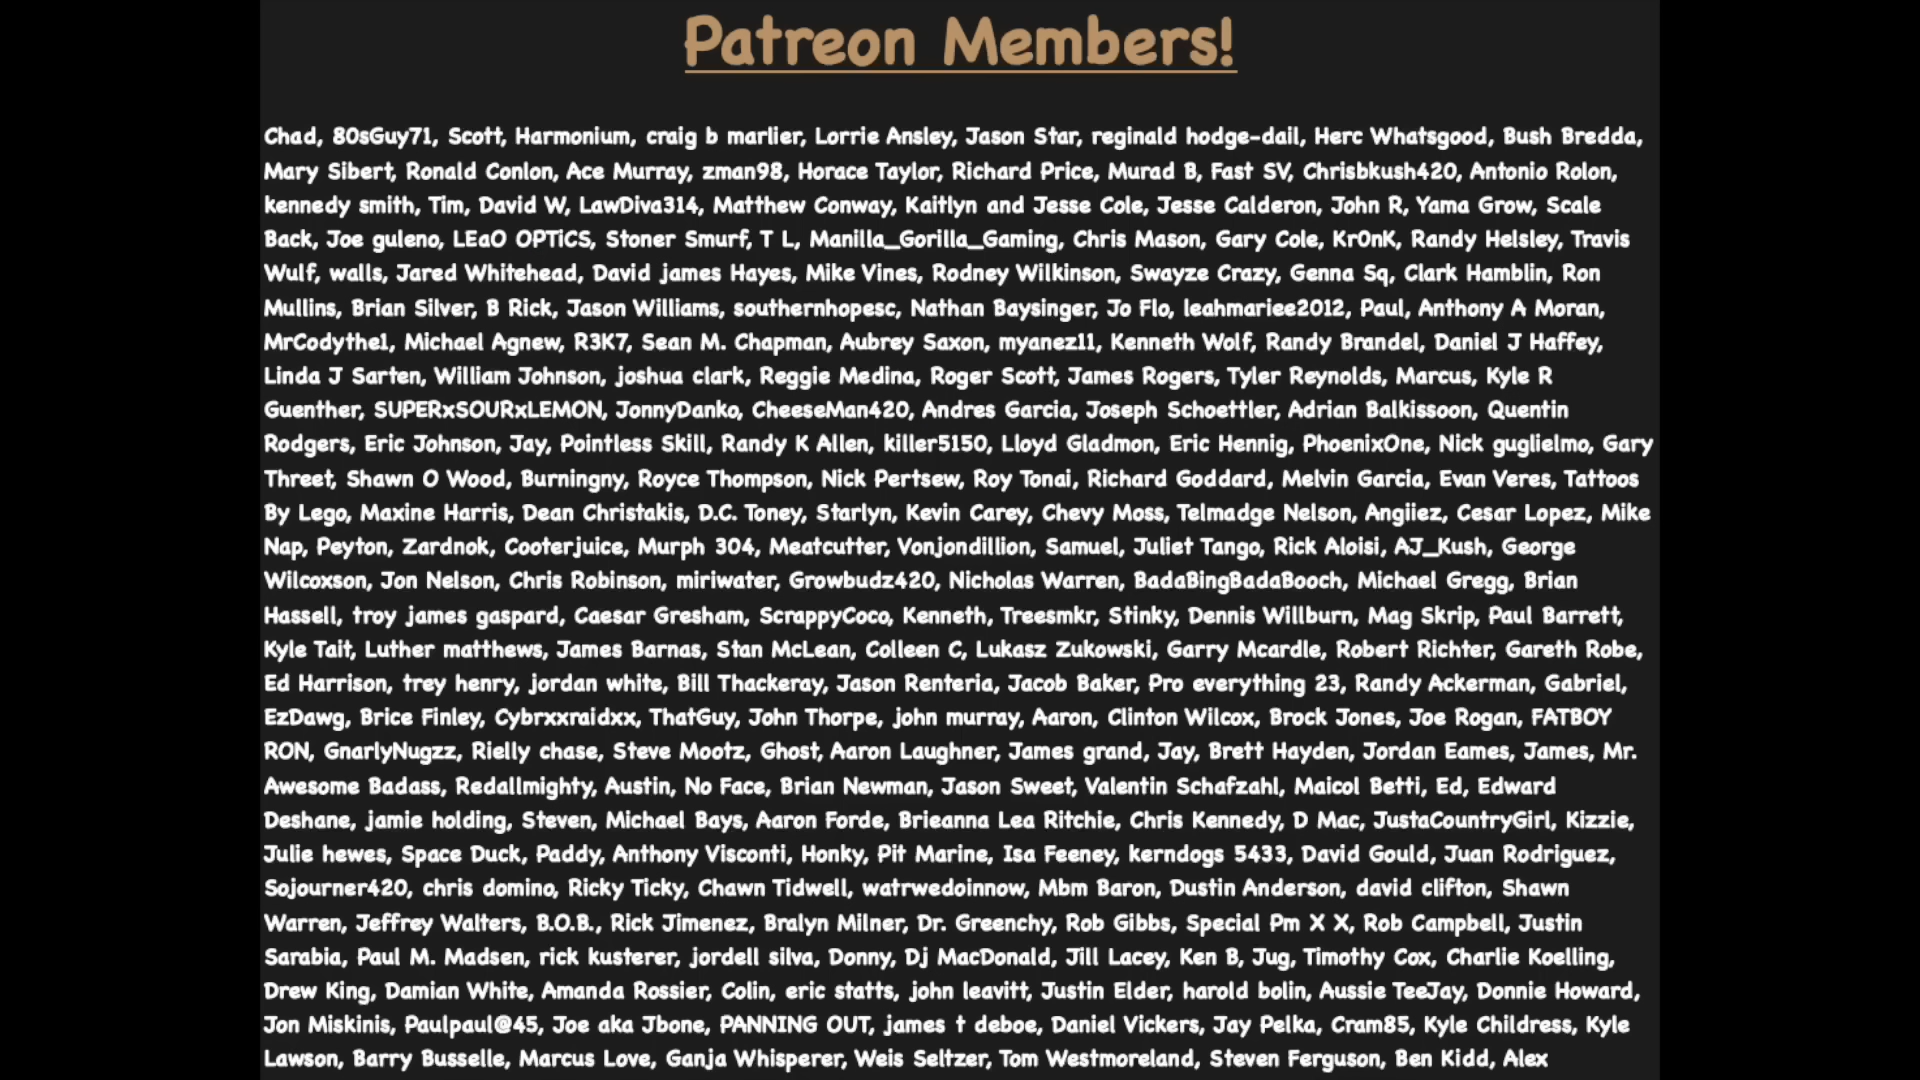 Patreon Members!
Chad, 80sGuy71, Scott, Harmonium, craig b marlier, Lorrie Ansley, Jason Star, reginald hodge-dail, Herc Whatsgood, Bush Bredda,
Mary Sibert, Ronald Conlon, Ace Murray, zman98, Horace Taylor, Richard Price, Murad B, Fast SV, Chrisbkush420, Antonio Rolon,
kennedy smith, Tim, David W, LawDiva314, Matthew Conway, Kaitlyn and Jesse Cole, Jesse Calderon, John R, Yama Grow, Scale
Back, Joe guleno, LEaO OPTiCS, Stoner Smurf, T L, Manilla_Gorilla_Gaming, Chris Mason, Gary Cole, Kr0nK, Randy Helsley, Travis
Wulf, walls, Jared Whitehead, David james Hayes, Mike Vines, Rodney Wilkinson, Swayze Crazy, Genna Sq, Clark Hamblin, Ron
Mullins, Brian Silver, B Rick, Jason Williams, southernhopesc, Nathan Baysinger, Jo Flo, leahmariee2012, Paul, Anthony A Moran,
MrCodythe1, Michael Agnew, R3K7, Sean M. Chapman, Aubrey Saxon, myanez11, Kenneth Wolf, Randy Brandel, Daniel J Haffey,
Linda J Sarten, William Johnson, joshua clark, Reggie Medina, Roger Scott, James Rogers, Tyler Reynolds, Marcus, Kyle R
Guenther, SUPERxSOURxLEMON, JonnyDanko, CheeseMan420, Andres Garcia, Joseph Schoettler, Adrian Balkissoon, Quentin
Rodgers, Eric Johnson, Jay, Pointless Skill, Randy K Allen, killer5150, Lloyd Gladmon, Eric Hennig, PhoenixOne, Nick guglielmo, Gary
Threet, Shawn O Wood, Burningny, Royce Thompson, Nick Pertsew, Roy Tonai, Richard Goddard, Melvin Garcia, Evan Veres, Tattoos
By Lego, Maxine Harris, Dean Christakis, D.C. Toney, Starlyn, Kevin Carey, Chevy Moss, Telmadge Nelson, Angiiez, Cesar Lopez, Mike
Nap, Peyton, Zardnok, Cooterjuice, Murph 304, Meatcutter, Vonjondillion, Samuel, Juliet Tango, Rick Aloisi, AJ_Kush, George
Wilcoxson, Jon Nelson, Chris Robinson, miriwater, Growbudz420, Nicholas Warren, BadaBingBadaBooch, Michael Gregg, Brian
Hassell, troy james gaspard, Caesar Gresham, ScrappyCoco, Kenneth, Treesmkr, Stinky, Dennis Willburn, Mag Skrip, Paul Barrett,
Kyle Tait, Luther matthews, James Barnas, Stan McLean, Colleen C, Lukasz Zukowski, Garry Mcardle, Robert Richter, Gareth Robe,
Ed Harrison, trey henry, jordan white, Bill Thackeray, Jason Renteria, Jacob Baker, Pro everything 23, Randy Ackerman, Gabriel,
EzDawg, Brice Finley, Cybrxxraidxx, ThatGuy, John Thorpe, john murray, Aaron, Clinton Wilcox, Brock Jones, Joe Rogan, FATBOY
RON, GnarlyNugzz, Rielly chase, Steve Mootz, Ghost, Aaron Laughner, James grand, Jay, Brett Hayden, Jordan Eames, James, Mr.
Awesome Badass, Redallmighty, Austin, No Face, Brian Newman, Jason Sweet, Valentin Schafzahl, Maicol Betti, Ed, Edward
Deshane, jamie holding, Steven, Michael Bays, Aaron Forde, Brieanna Lea Ritchie, Chris Kennedy, D Mac, JustaCountryGirl, Kizzie,
Julie hewes, Space Duck, Paddy, Anthony Visconti, Honky, Pit Marine, Isa Feeney, kerndogs 5433, David Gould, Juan Rodriguez,
Sojourner420, chris domino, Ricky Ticky, Chawn Tidwell, watrwedoinnow, Mbm Baron, Dustin Anderson, david clifton, Shawn
Warren, Jeffrey Walters, B.O.B., Rick Jimenez, Bralyn Milner, Dr. Greenchy, Rob Gibbs, Special Pm X X, Rob Campbell, Justin
Sarabia, Paul M. Madsen, rick kusterer, jordell silva, Donny, Dj MacDonald, Jill Lacey, Ken B, Jug, Timothy Cox, Charlie Koelling,
Drew King, Damian White, Amanda Rossier, Colin, eric statts, john leavitt, Justin Elder, harold bolin, Aussie TeeJay, Donnie Howard,
Jon Miskinis, Paulpaul@45, Joe aka Jbone, PANNING OUT, james t deboe, Daniel Vickers, Jay Pelka, Cram85, Kyle Childress, Kyle
Lawson, Barry Busselle, Marcus Love, Ganja Whisperer, Weis Seltzer, Tom Westmoreland, Steven Ferguson, Ben Kidd, Alex